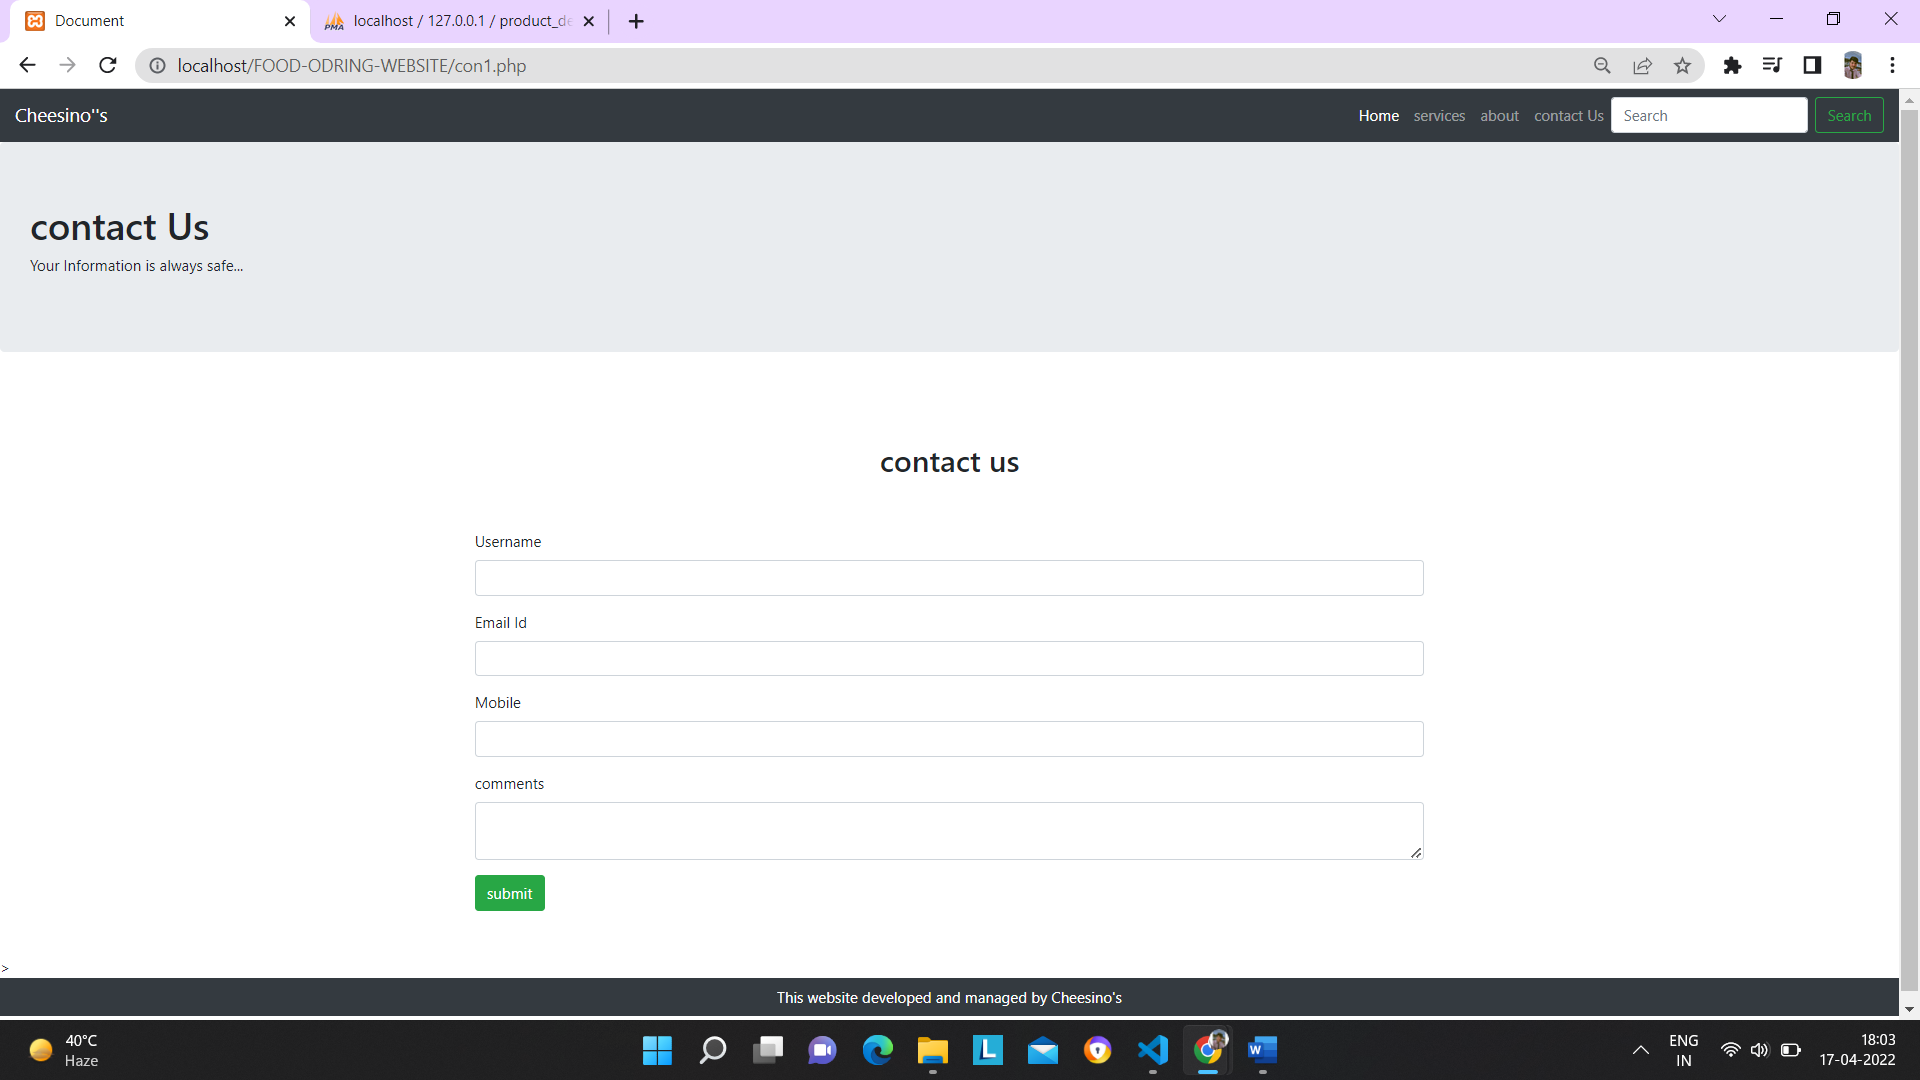 Document
localhost / 127.0.0.1 / product_de
localhost/FOOD-ODRING-WEBSITE/con1.php
Cheesino''s
Home services about contact Us Search Search
contact Us
Your Information is always safe...
contact us
Username
Email Id
Mobile
comments
submit
>
This website developed and managed by Cheesino's
40°C
Haze
ENG
IN
18:03
17-04-2022